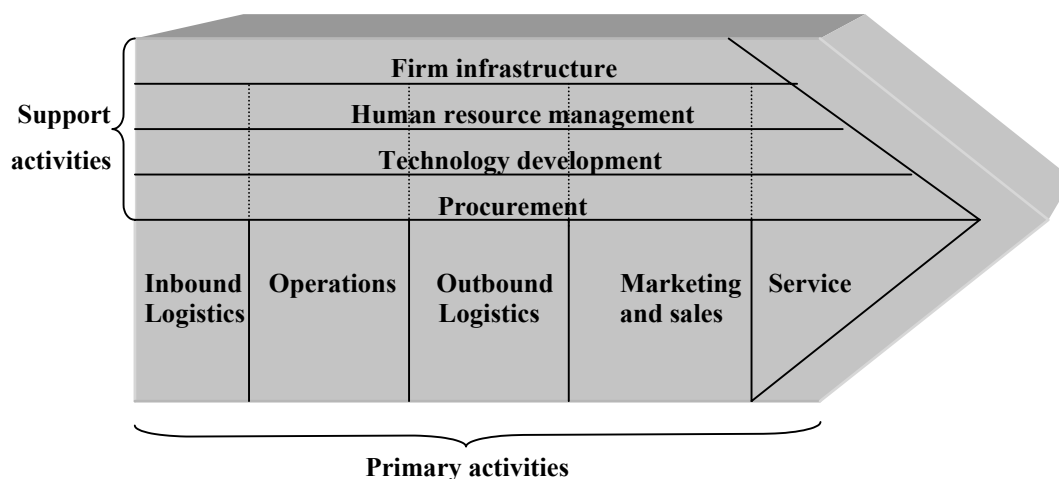 Firm infrastructure
Support
activities
Human resource management
Technology development
Procurement
Inbound
Logistics
Operations
Outbound
Logistics
Marketing
and sales
Service
Primary activities